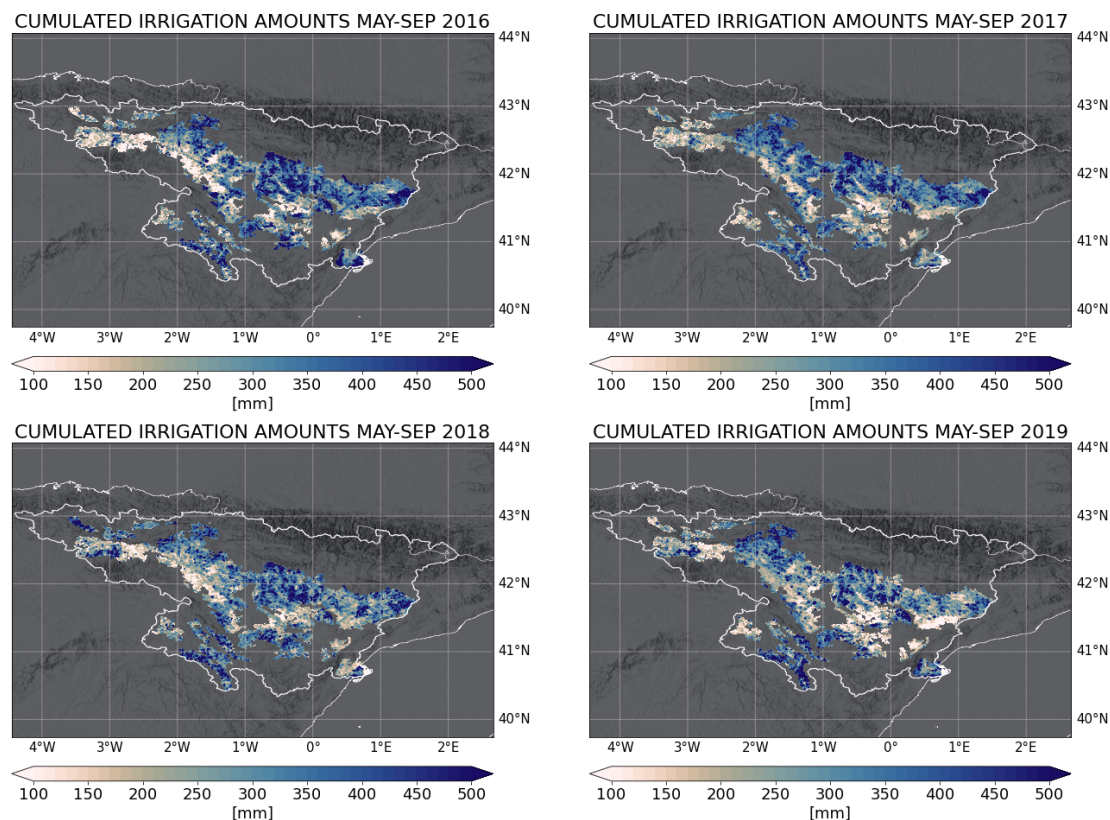 CUMULATED IRRIGATION AMOUNTS MAY-SEP 2016
44°N
43°N
42°N
41°N
40°N
4°W 3°W 2°W 1°W 0° 1°E 2°E
100 150 200 250 300 350 400 450 500
[mm]
CUMULATED IRRIGATION AMOUNTS MAY-SEP 2017
44°N
43°N
42°N
41°N
40°N
4°W 3°W 2°W 1°W 0° 1°E 2°E
100 150 200 250 300 350 400 450 500
[mm]
CUMULATED IRRIGATION AMOUNTS MAY-SEP 2018
44°N
43°N
42°N
41°N
40°N
4°W 3°W 2°W 1°W 0° 1°E 2°E
100 150 200 250 300 350 400 450 500
[mm]
CUMULATED IRRIGATION AMOUNTS MAY-SEP 2019
44°N
43°N
42°N
41°N
40°N
4°W 3°W 2°W 1°W 0° 1°E 2°E
100 150 200 250 300 350 400 450 500
[mm]